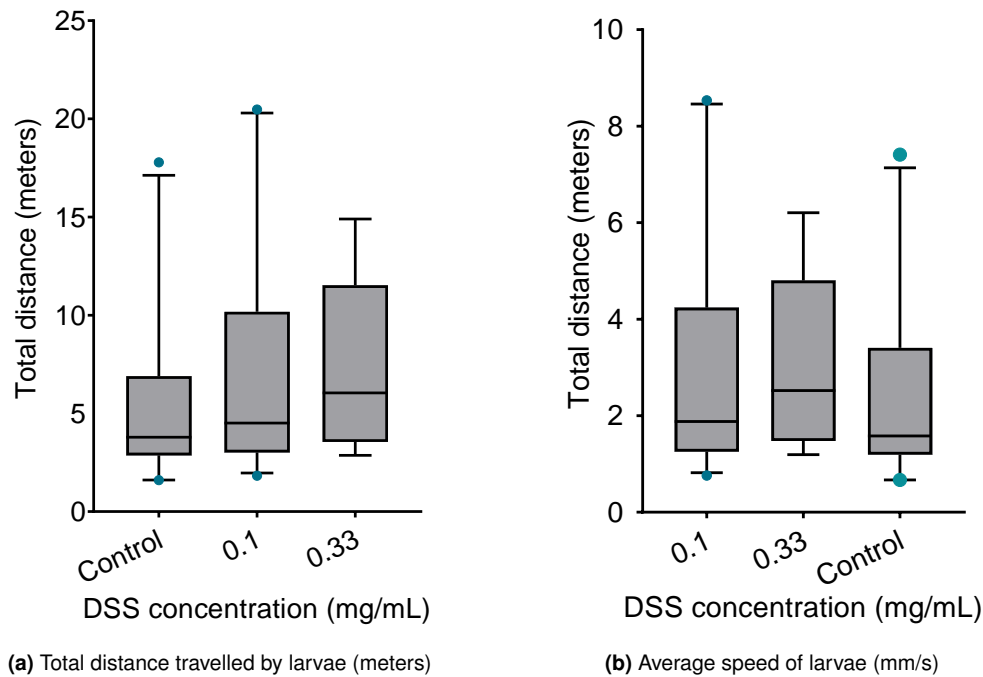 Total distance (meters)
25
20
15
10
5
0
Control
0.1
0.33
DSS concentration (mg/mL)
(a) Total distance travelled by larvae (meters)
Total distance (meters)
10
8
6
4
2
0
0.1
0.33
Control
DSS concentration (mg/mL)
(b) Average speed of larvae (mm/s)